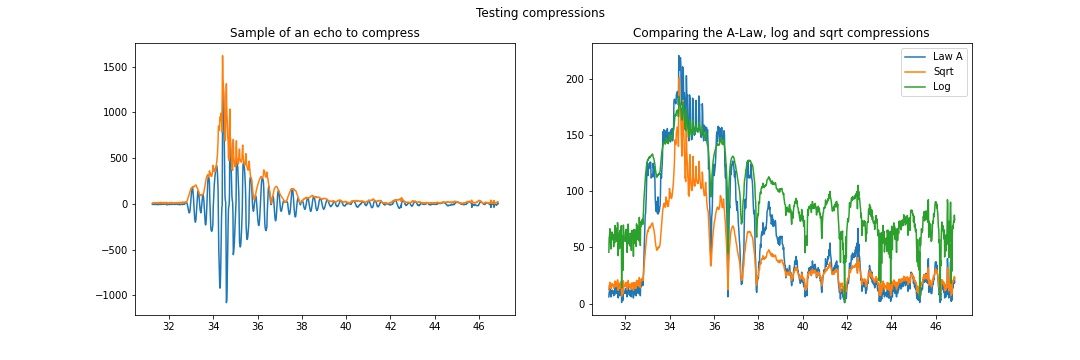 Testing compressions
Sample of an echo to compress
1500
1000
500
0
−500
−1000
32 34 36 38 40 42 44 46
Comparing the A-Law, log and sqrt compressions
Law A
Sqrt
Log
200
150
100
50
0
32 34 36 38 40 42 44 46